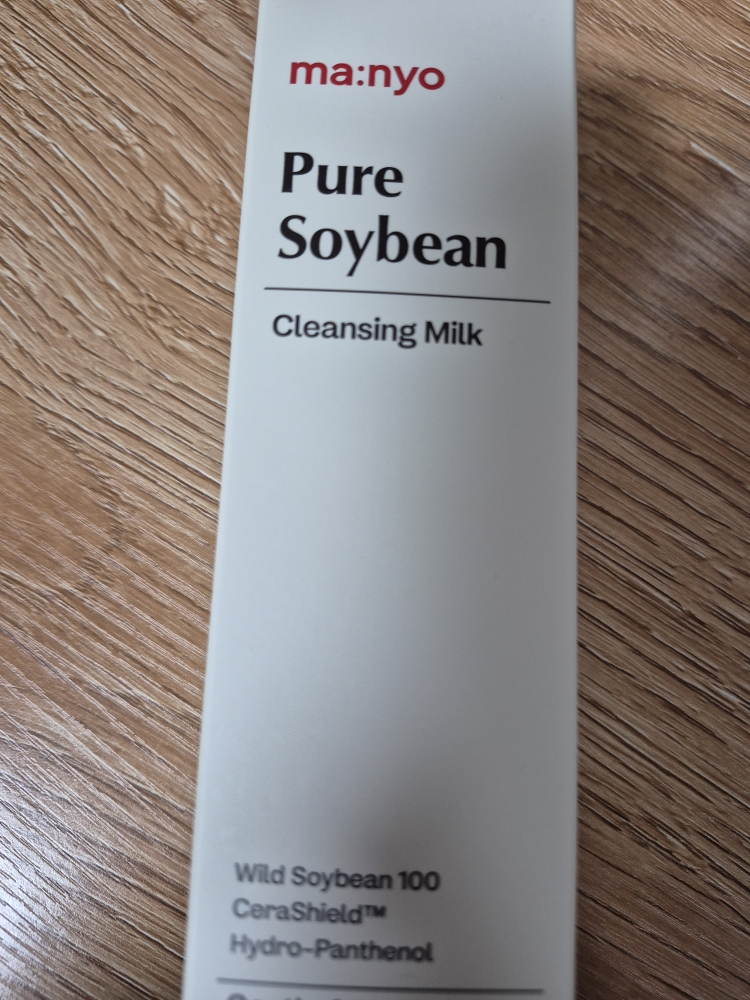 ma:nyo
Pure
Soybean
Cleansing Milk
Wild Soybean 100
CeraShield™
Hydro-Panthenol